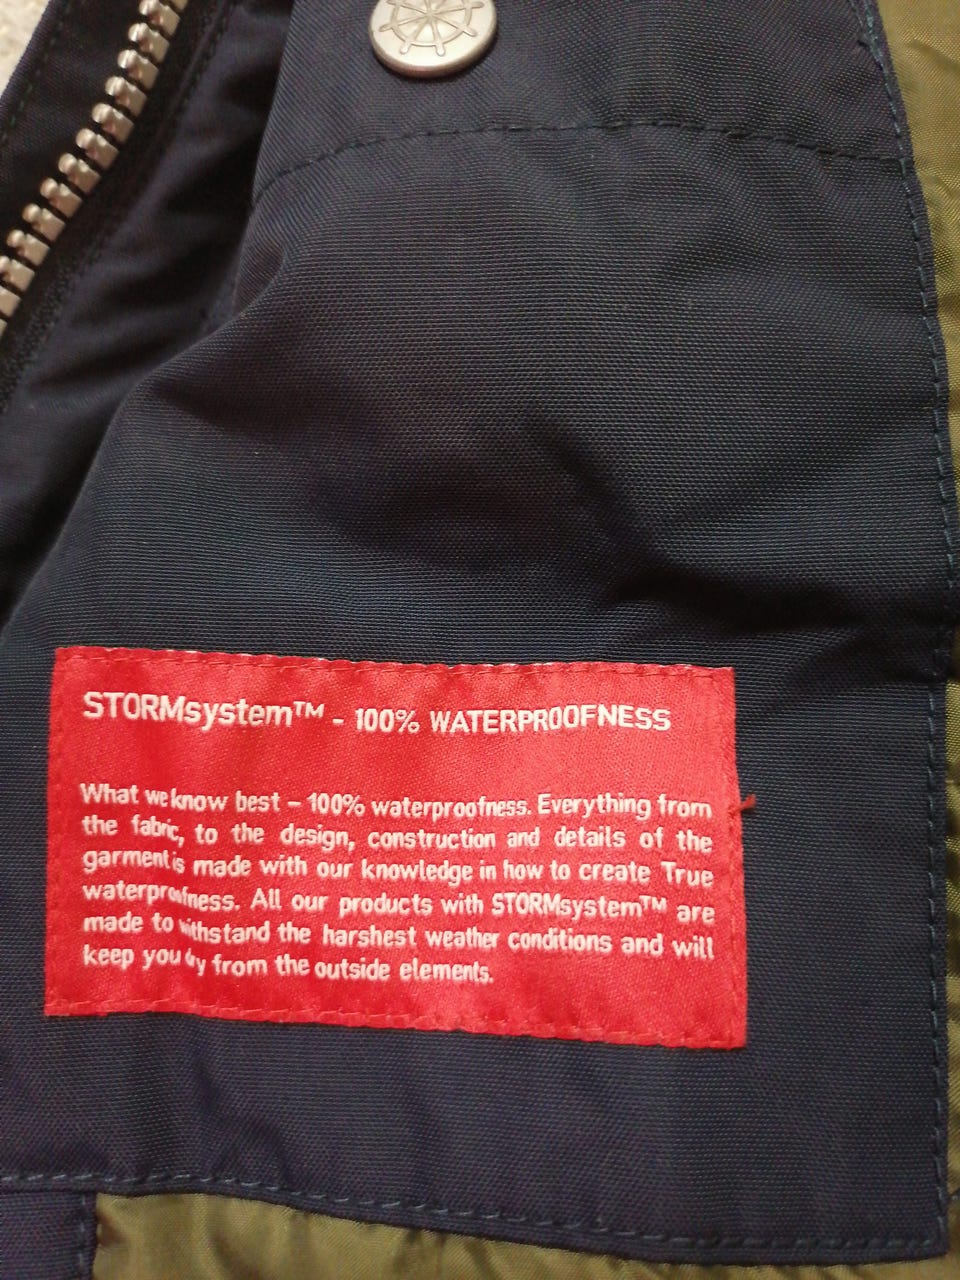 STORMsystem™ - 100% WATERPROOFNESS
What we know best – 100% waterproofness. Everything from
the fabric, to the design, construction and details of the
garment is made with our knowledge in how to create True
waterproofness. All our products with STORMsystem™ are
made to withstand the harshest weather conditions and will
keep you dry from the outside elements.